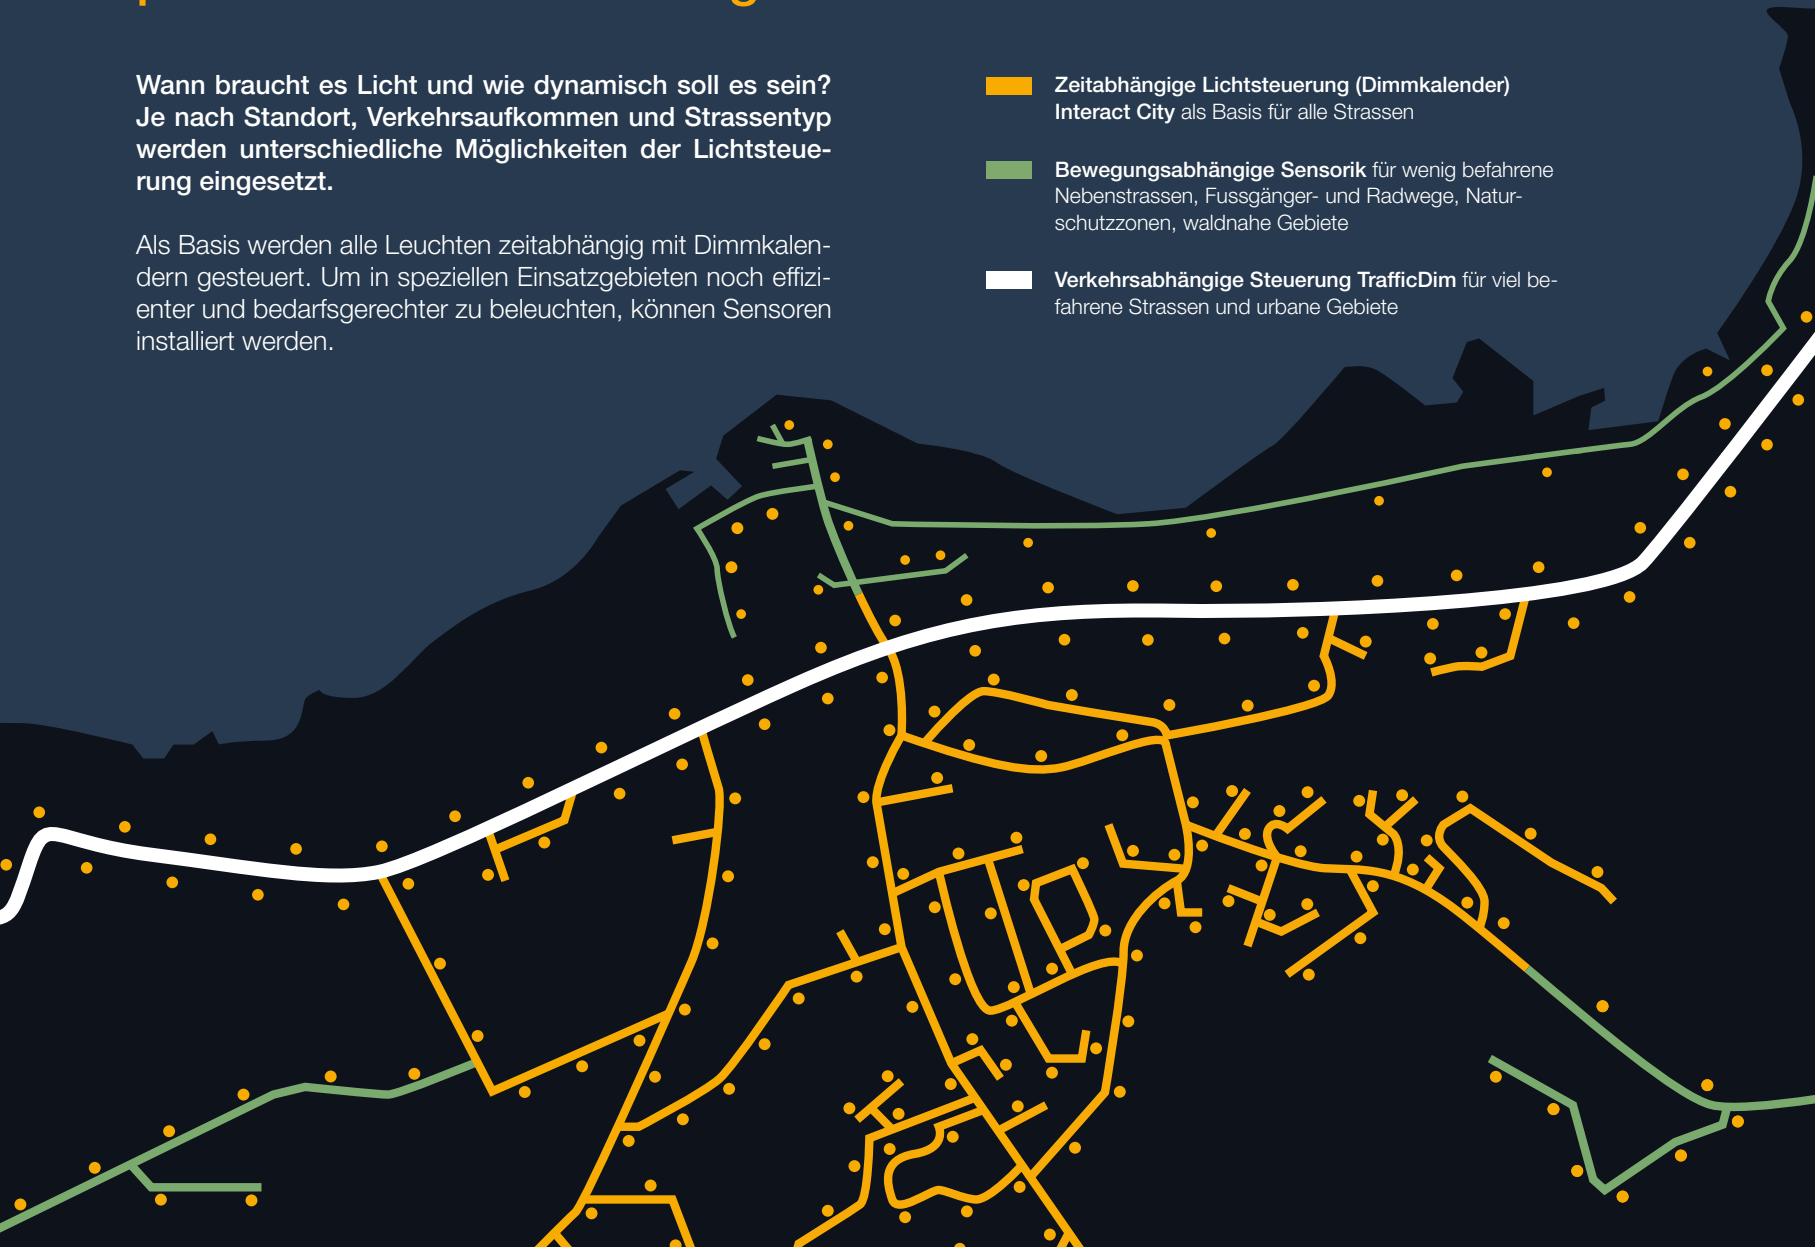 Wann braucht es Licht und wie dynamisch soll es sein?
Je nach Standort, Verkehrsaufkommen und Strassentyp
werden unterschiedliche Möglichkeiten der Lichtsteue-
rung eingesetzt.
Als Basis werden alle Leuchten zeitabhängig mit Dimmkalen-
dern gesteuert. Um in speziellen Einsatzgebieten noch effizi-
enter und bedarfsgerechter zu beleuchten, können Sensoren
installiert werden.
Zeitabhängige Lichtsteuerung (Dimmkalender)
Interact City als Basis für alle Strassen
Bewegungsabhängige Sensorik für wenig befahrene
Nebenstrassen, Fussgänger- und Radwege, Natur-
schutzzonen, waldnahe Gebiete
Verkehrsabhängige Steuerung TrafficDim für viel be-
fahrene Strassen und urbane Gebiete